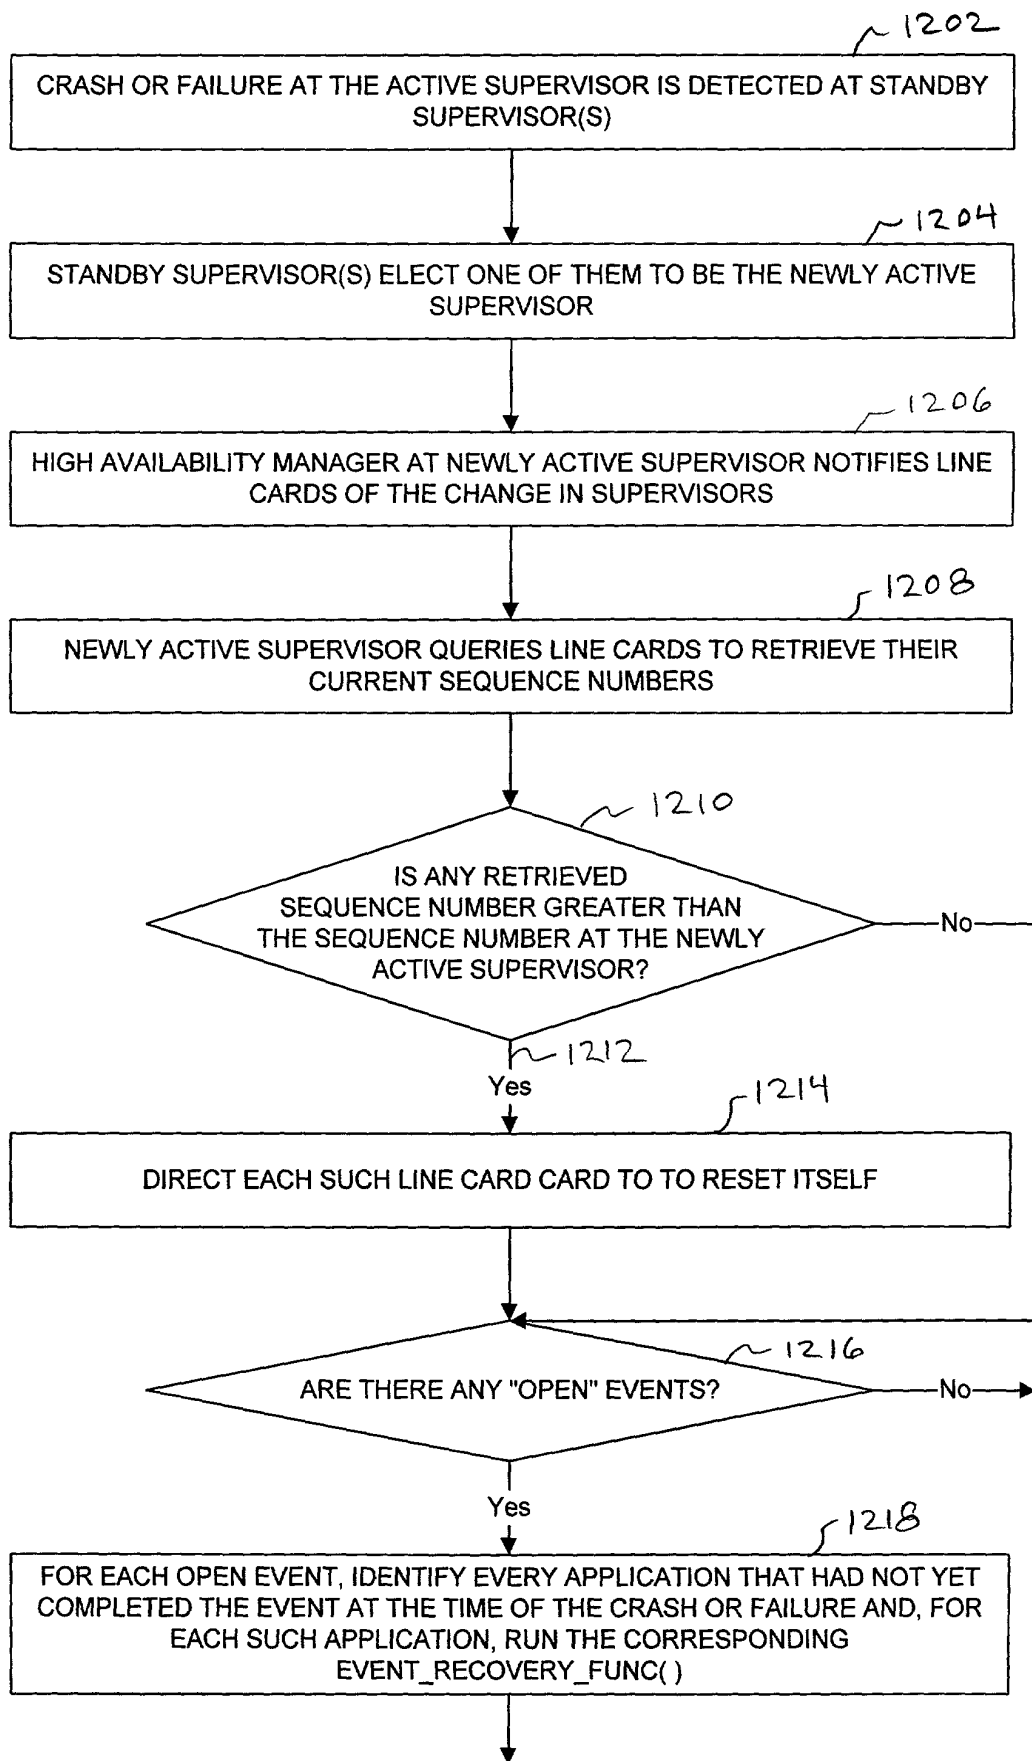 1202
CRASH OR FAILURE AT THE ACTIVE SUPERVISOR IS DETECTED AT STANDBY
SUPERVISOR(S)
1204
STANDBY SUPERVISOR(S) ELECT ONE OF THEM TO BE THE NEWLY ACTIVE
SUPERVISOR
1206
HIGH AVAILABILITY MANAGER AT NEWLY ACTIVE SUPERVISOR NOTIFIES LINE
CARDS OF THE CHANGE IN SUPERVISORS
1208
NEWLY ACTIVE SUPERVISOR QUERIES LINE CARDS TO RETRIEVE THEIR
CURRENT SEQUENCE NUMBERS
1210
IS ANY RETRIEVED
SEQUENCE NUMBER GREATER THAN
THE SEQUENCE NUMBER AT THE NEWLY
ACTIVE SUPERVISOR?
No
1212
Yes
1214
DIRECT EACH SUCH LINE CARD CARD TO TO RESET ITSELF
1216
ARE THERE ANY "OPEN" EVENTS?
No
Yes
1218
FOR EACH OPEN EVENT, IDENTIFY EVERY APPLICATION THAT HAD NOT YET
COMPLETED THE EVENT AT THE TIME OF THE CRASH OR FAILURE AND, FOR
EACH SUCH APPLICATION, RUN THE CORRESPONDING
EVENT_RECOVERY_FUNC( )